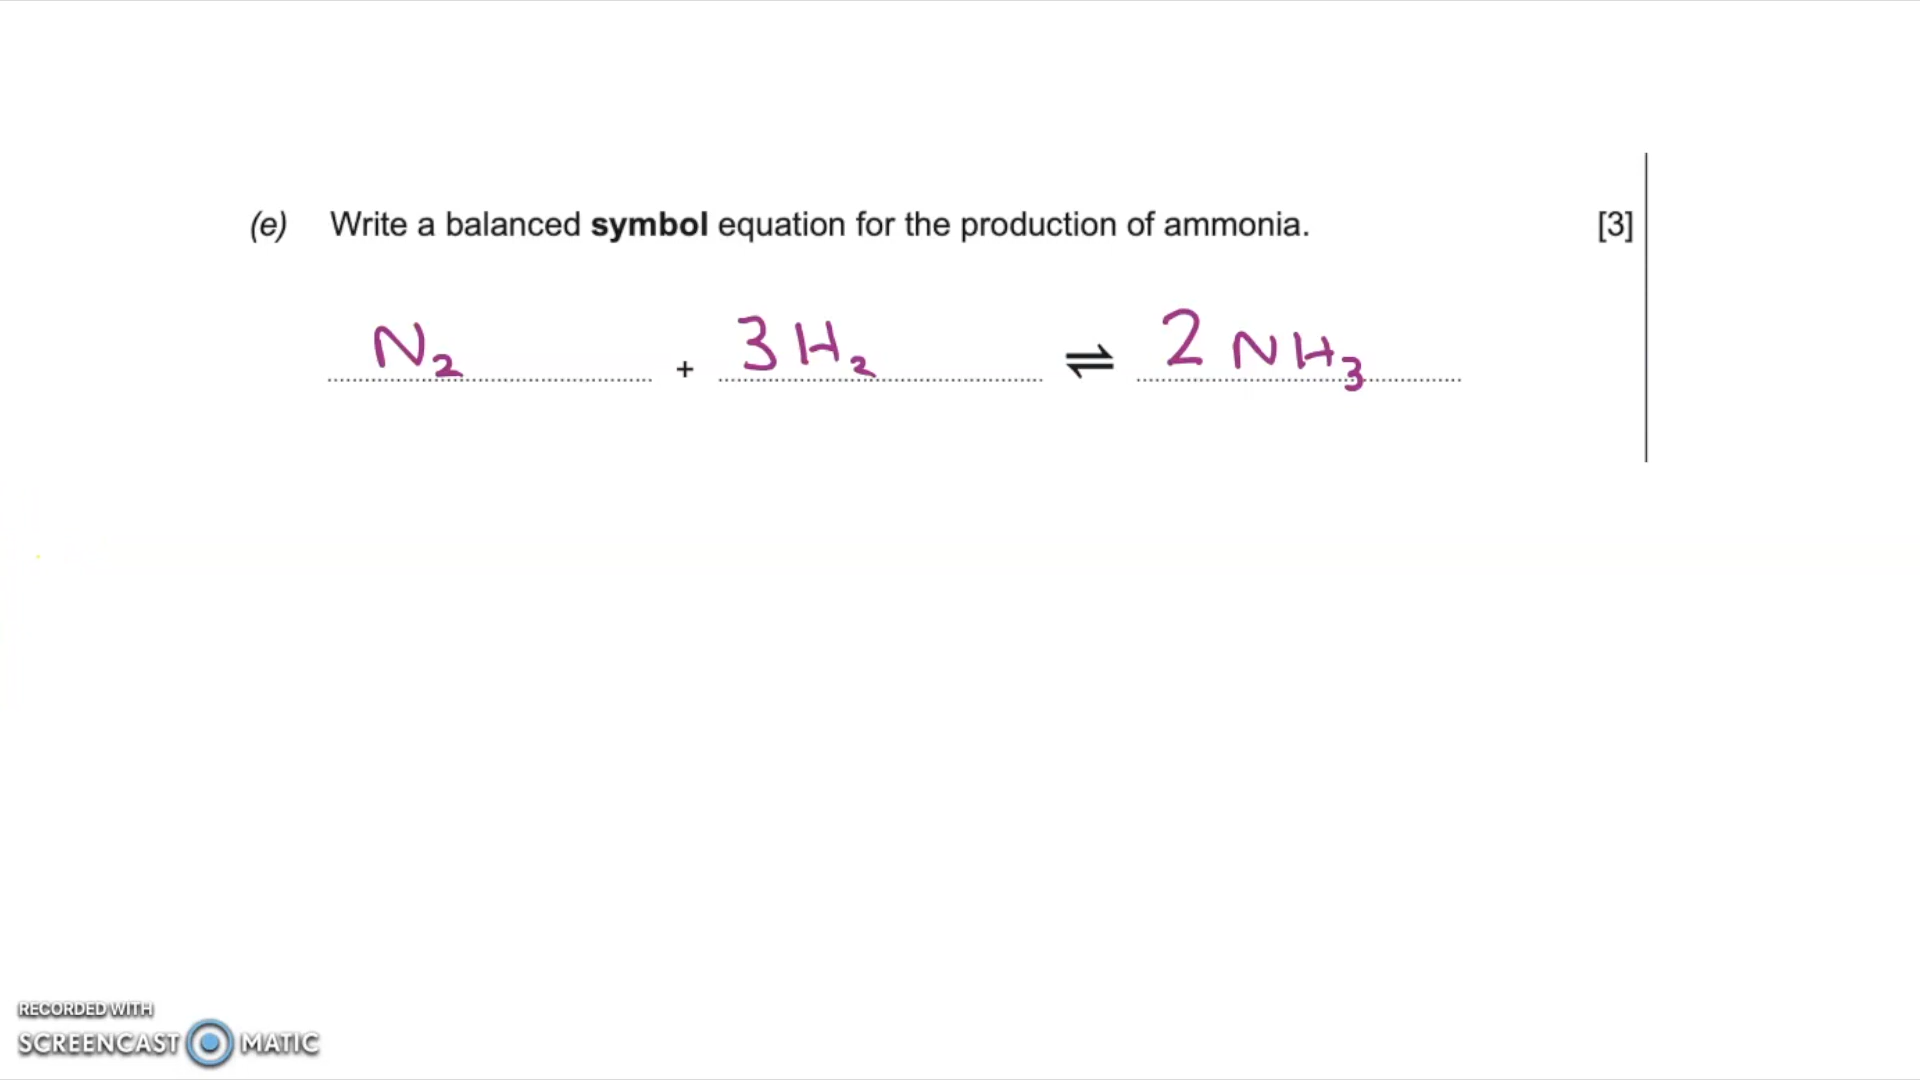 (e) Write a balanced symbol equation for the production of ammonia. [3]
N₂ + 3H₂ ⇌ 2NH₃
RECORDED WITH
SCREENCAST MATIC